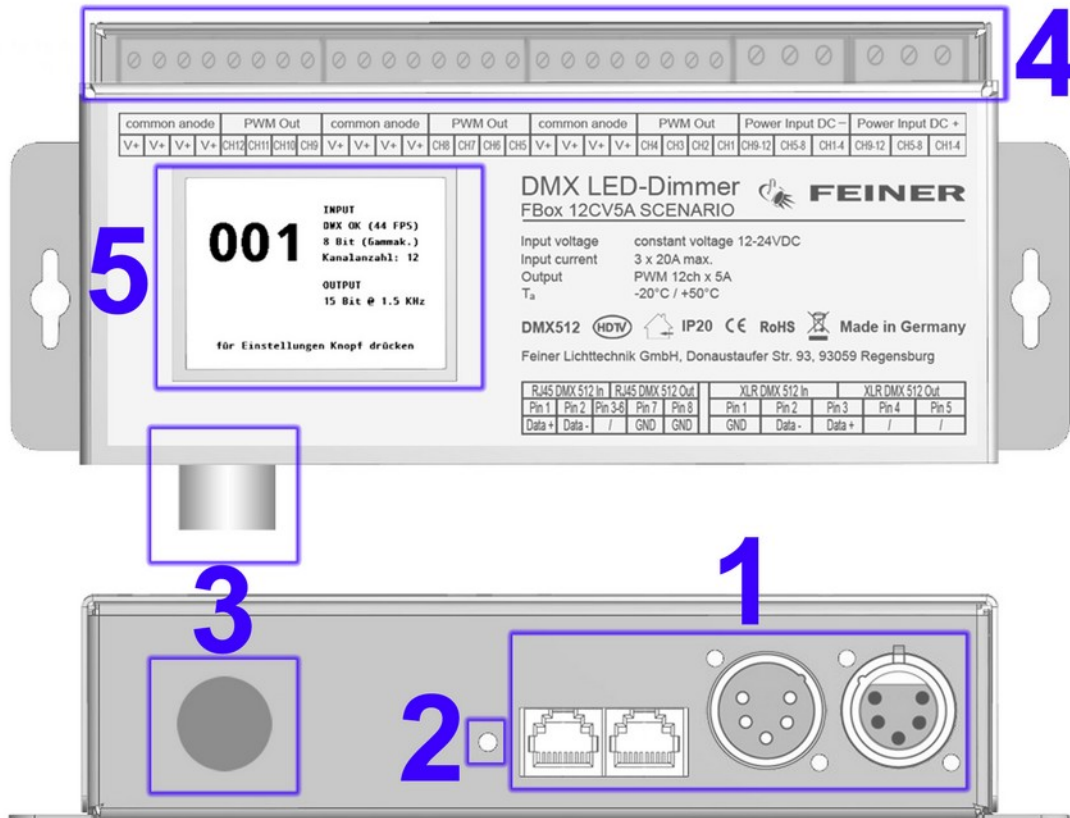 4
common anode PWM Out common anode PWM Out common anode PWM Out Power Input DC − Power Input DC +
V+ V+ V+ V+ CH12 CH11 CH10 CH9 V+ V+ V+ V+ CH8 CH7 CH6 CH5 V+ V+ V+ V+ CH4 CH3 CH2 CH1 CH9-12 CH5-8 CH1-4 CH9-12 CH5-8 CH1-4
5
001
INPUT
DMX OK (44 FPS)
8 Bit (Gammak.)
Kanalanzahl: 12
OUTPUT
15 Bit @ 1.5 KHz
für Einstellungen Knopf drücken
DMX LED-Dimmer
FBox 12CV5A SCENARIO
FEINER
Input voltage constant voltage 12-24VDC
Input current 3 x 20A max.
Output PWM 12ch x 5A
Ta -20°C / +50°C
DMX512 HDTV IP20 CE RoHS Made in Germany
Feiner Lichttechnik GmbH, Donaustaufer Str. 93, 93059 Regensburg
RJ45 DMX 512 In RJ45 DMX 512 Out XLR DMX 512 In XLR DMX 512 Out
Pin 1 Pin 2 Pin 3-6 Pin 7 Pin 8 Pin 1 Pin 2 Pin 3 Pin 4 Pin 5
Data + Data - / GND GND GND Data - Data + / /
3
1
2